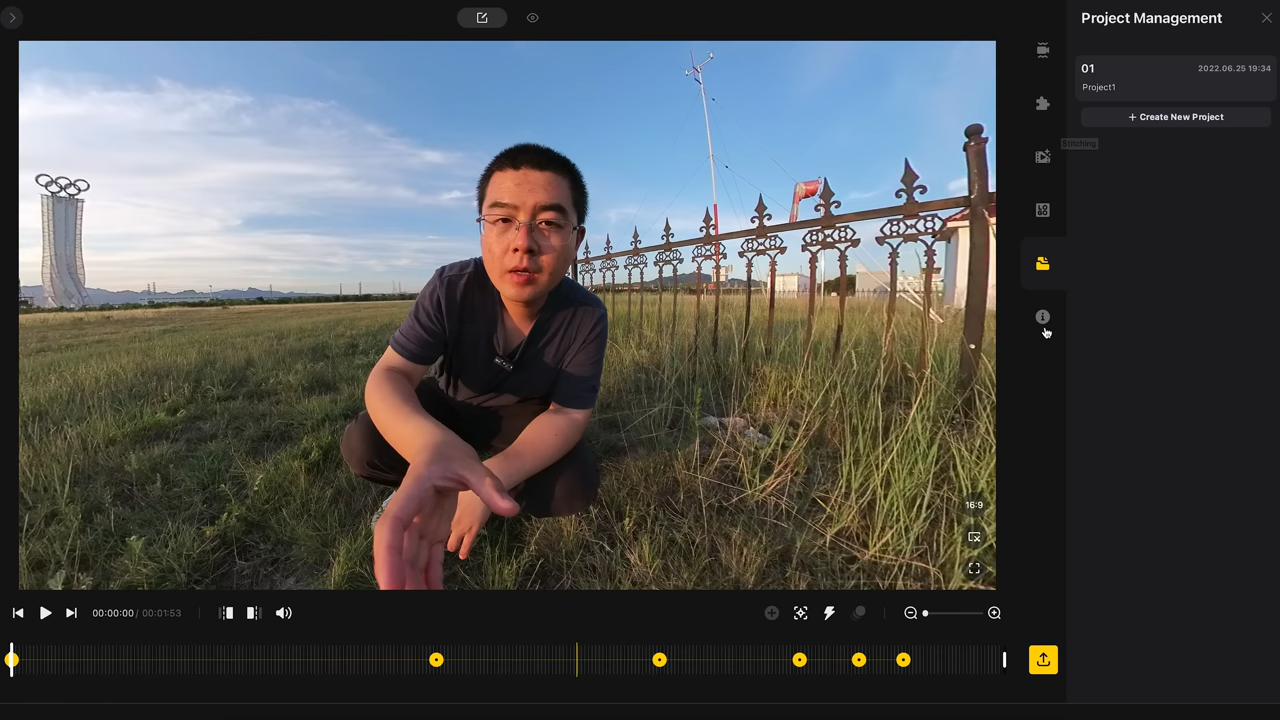 Project Management
01
2022.06.25 19:34
Project1
+ Create New Project
Stitching
LOGO
16:9
00:00:00 / 00:01:53